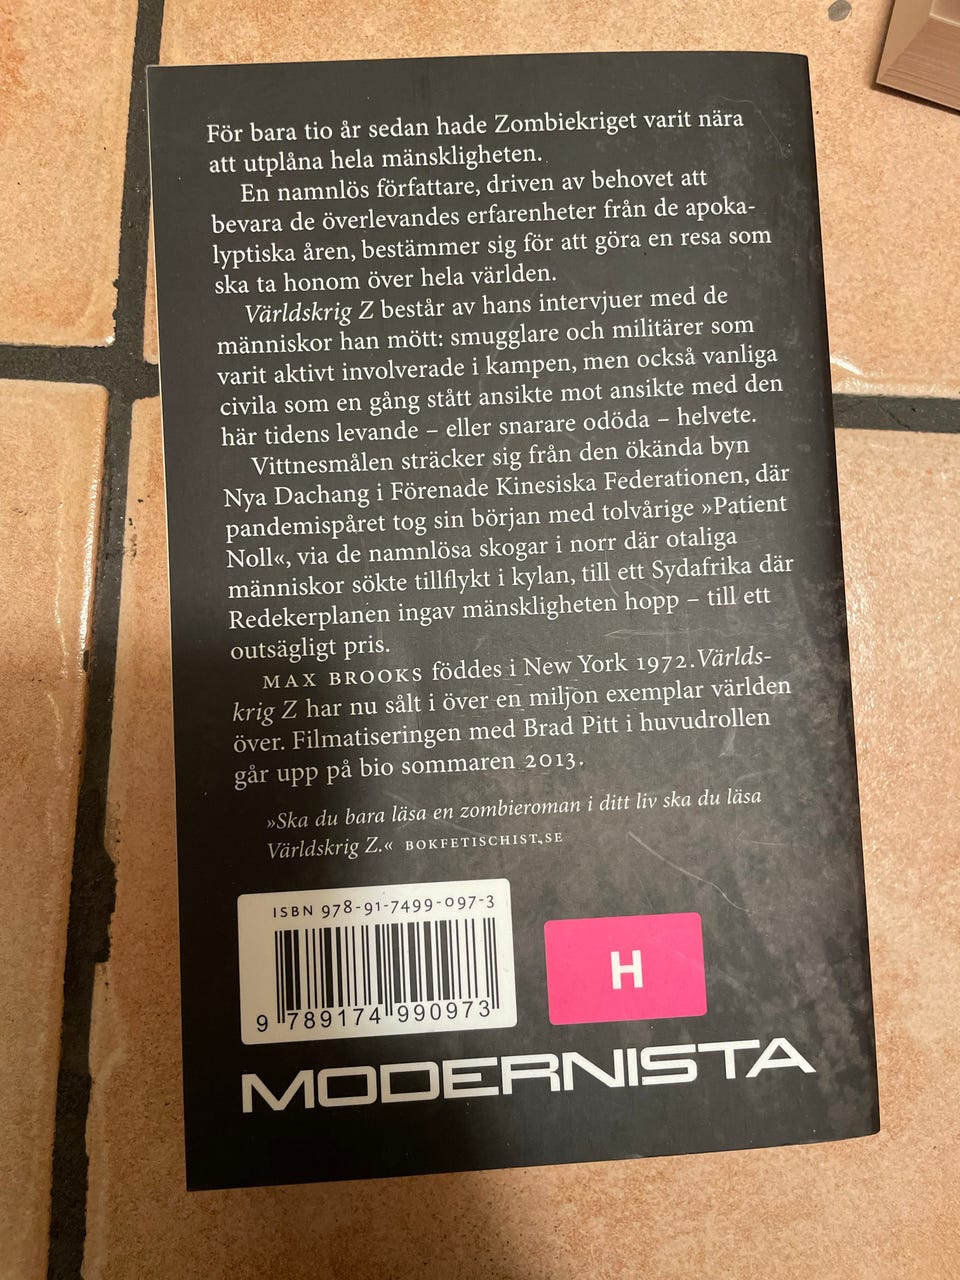 För bara tio år sedan hade Zombiekriget varit nära
att utplåna hela mänskligheten.
En namnlös författare, driven av behovet att
bevara de överlevandes erfarenheter från de apoka-
lyptiska åren, bestämmer sig för att göra en resa som
ska ta honom över hela världen.
Världskrig Z består av hans intervjuer med de
människor han mött: smugglare och militärer som
varit aktivt involverade i kampen, men också vanliga
civila som en gång stått ansikte mot ansikte med den
här tidens levande – eller snarare odöda – helvete.
Vittnesmålen sträcker sig från den ökända byn
Nya Dachang i Förenade Kinesiska Federationen, där
pandemispåret tog sin början med tolvårige »Patient
Noll«, via de namnlösa skogar i norr där otaliga
människor sökte tillflykt i kylan, till ett Sydafrika där
Redekerplanen ingav mänskligheten hopp – till ett
outsägligt pris.
MAX BROOKS föddes i New York 1972. Världs-
krig Z har nu sålt i över en miljon exemplar världen
över. Filmatiseringen med Brad Pitt i huvudrollen
går upp på bio sommaren 2013.
»Ska du bara läsa en zombieroman i ditt liv ska du läsa
Världskrig Z.« BOKFETISCHIST.SE
ISBN 978-91-7499-097-3
9 789174 990973
H
MODERNISTA